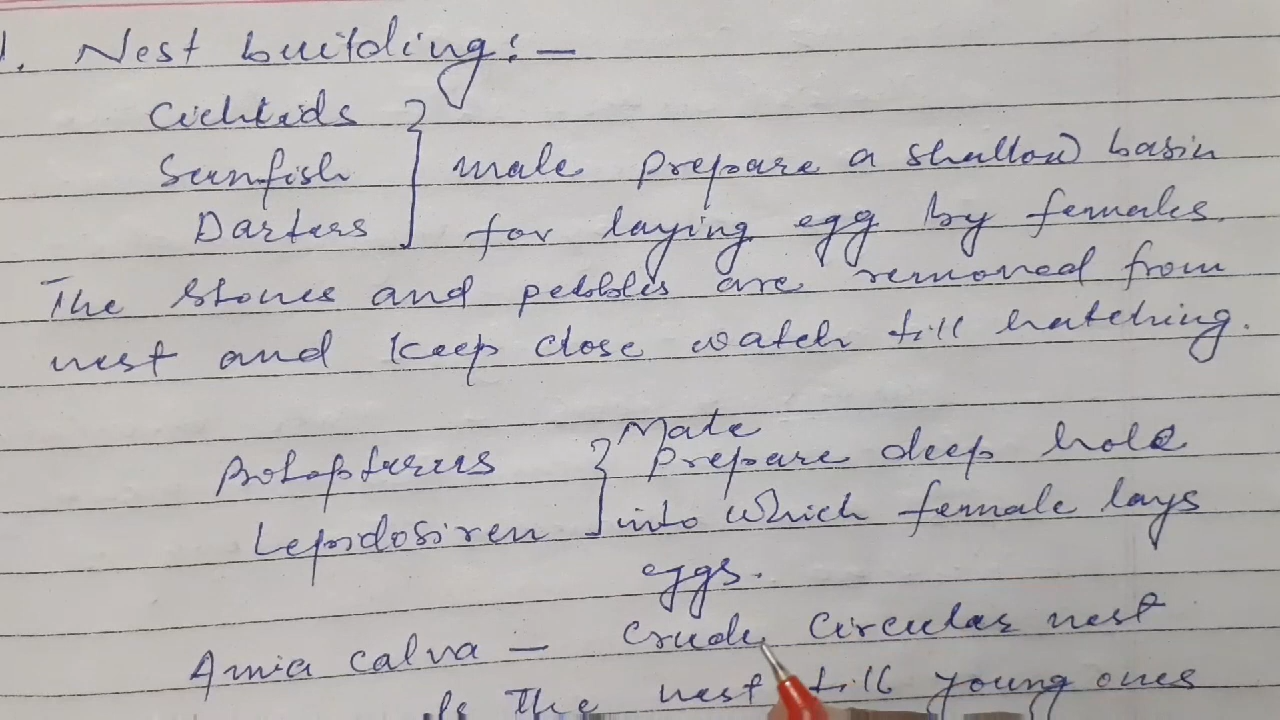 1. Nest building:-
Cichlids
Sunfish male prepare a shallow basin
Darters for laying egg by females.
The stones and pebbles are removed from
nest and keep close watch till hatching.
Male
Protopterus prepare deep hole
Lepidosiren into which female lays
eggs.
Amia calva - Crude Circular nest
the nest till young ones